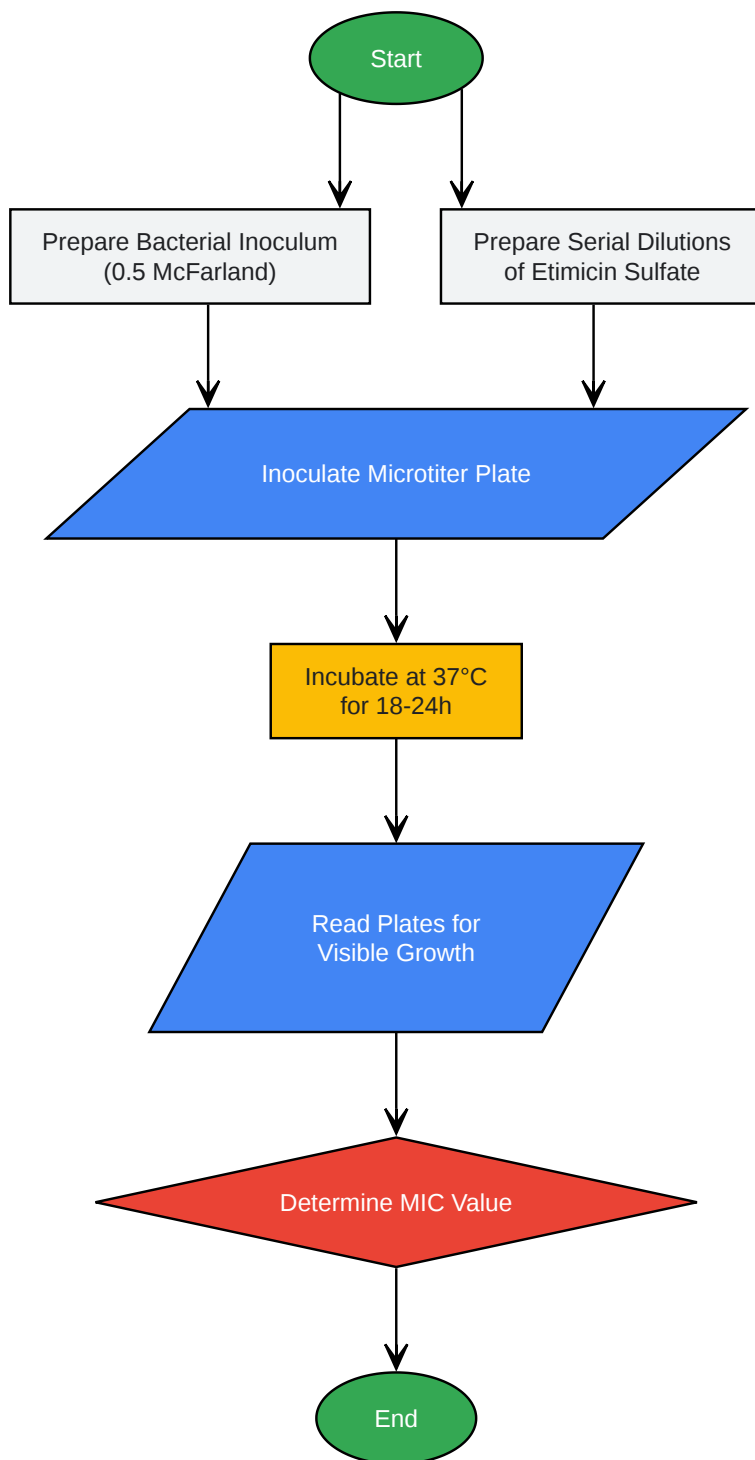 Start
Prepare Bacterial Inoculum
(0.5 McFarland)
Prepare Serial Dilutions
of Etimicin Sulfate
Inoculate Microtiter Plate
Incubate at 37°C
for 18-24h
Read Plates for
Visible Growth
Determine MIC Value
End